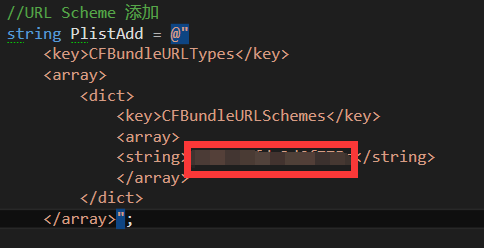 //URL Scheme 添加
string PlistAdd = @"
<key>CFBundleURLTypes</key>
<array>
<dict>
<key>CFBundleURLSchemes</key>
<array>
<string></string>
</array>
</dict>
</array>";